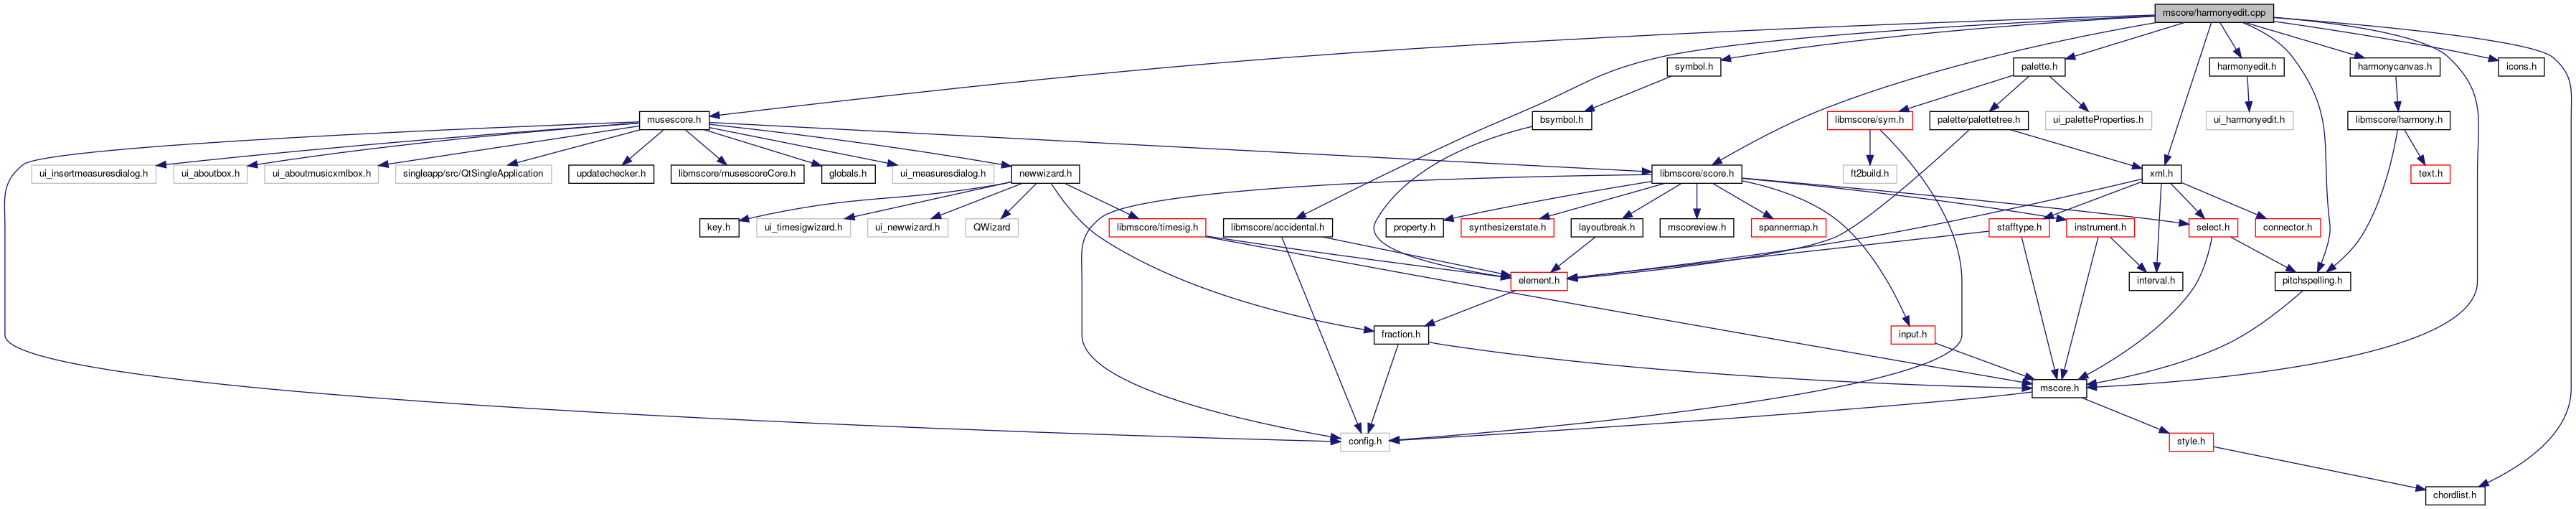 mscore/harmonyedit.cpp
symbol.h
palette.h
harmonyedit.h
harmonycanvas.h
icons.h
musescore.h
bsymbol.h
libmscore/sym.h
palette/palettetree.h
ui_paletteProperties.h
ui_harmonyedit.h
libmscore/harmony.h
ui_insertmeasuresdialog.h
ui_aboutbox.h
ui_aboutmusicxmlbox.h
singleapp/src/QtSingleApplication
updatechecker.h
libmscore/musescoreCore.h
globals.h
ui_measuresdialog.h
newwizard.h
libmscore/score.h
ft2build.h
xml.h
text.h
key.h
ui_timesigwizard.h
ui_newwizard.h
QWizard
libmscore/timesig.h
libmscore/accidental.h
property.h
synthesizerstate.h
layoutbreak.h
mscoreview.h
spannermap.h
stafftype.h
instrument.h
select.h
connector.h
element.h
interval.h
pitchspelling.h
fraction.h
input.h
mscore.h
config.h
style.h
chordlist.h